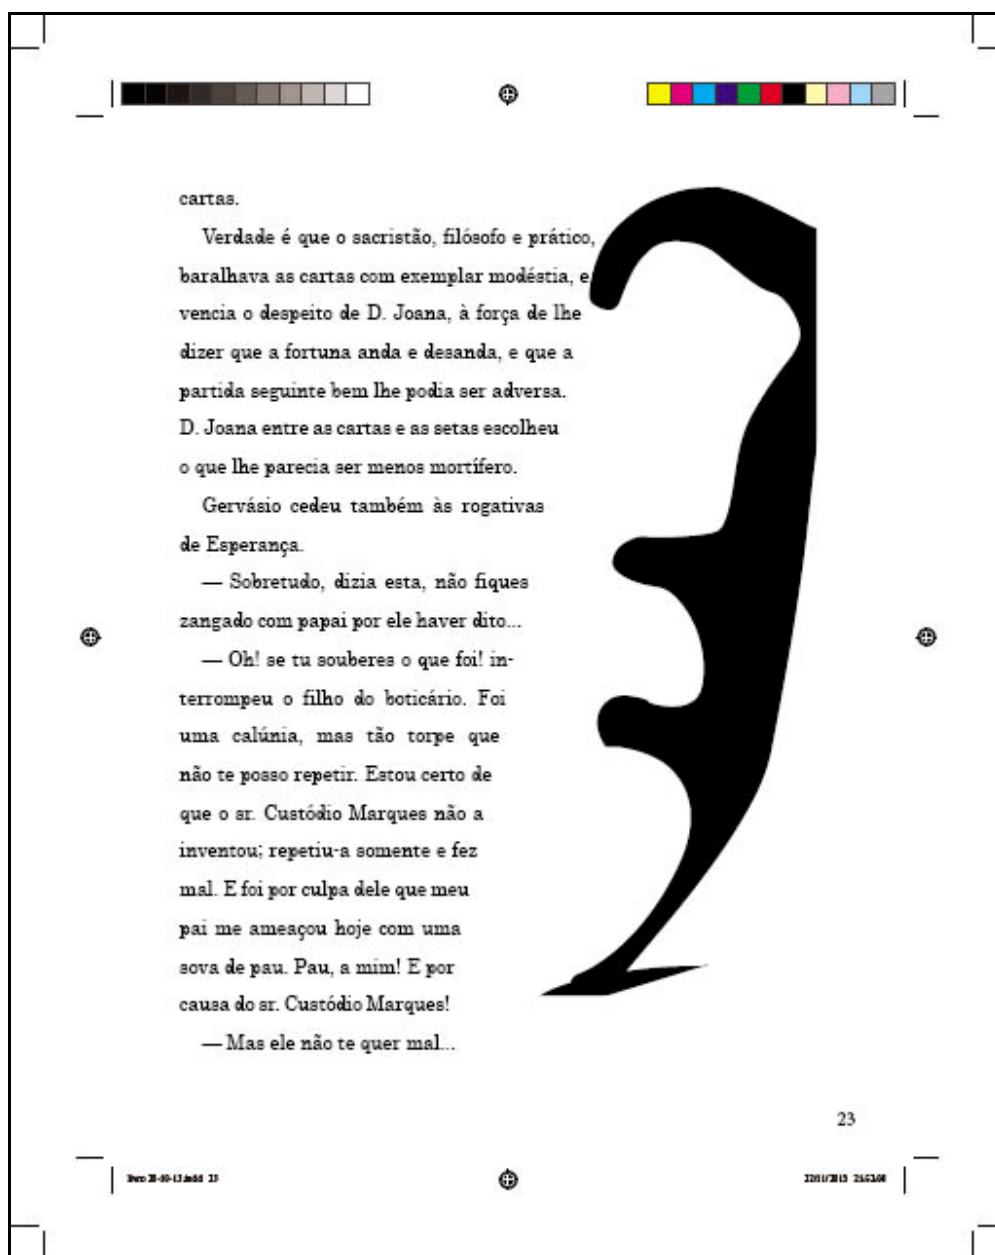 cartas.
Verdade é que o sacristão, filósofo e prático,
baralhava as cartas com exemplar modéstia, e
vencia o despeito de D. Joana, à força de lhe
dizer que a fortuna anda e desanda, e que a
partida seguinte bem lhe podia ser adversa.
D. Joana entre as cartas e as setas escolheu
o que lhe parecia ser menos mortífero.
Gervásio cedeu também às rogativas
de Esperança.
— Sobretudo, dizia esta, não fiques
zangado com papai por ele haver dito...
— Oh! se tu souberes o que foi! in-
terrompeu o filho do boticário. Foi
uma calúnia, mas tão torpe que
não te posso repetir. Estou certo de
que o sr. Custódio Marques não a
inventou; repetiu-a somente e fez
mal. E foi por culpa dele que meu
pai me ameaçou hoje com uma
sova de pau. Pau, a mim! E por
causa do sr. Custódio Marques!
— Mas ele não te quer mal...
23
23